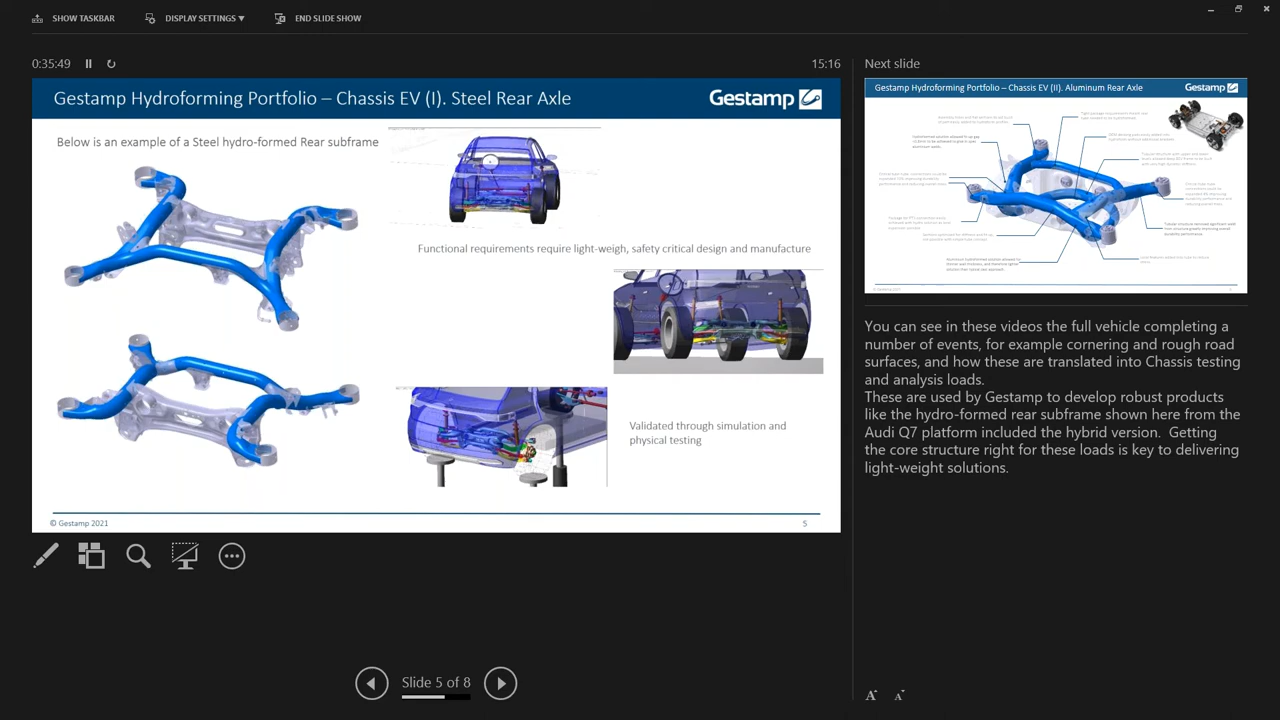 SHOW TASKBAR
DISPLAY SETTINGS ▼
END SLIDE SHOW
0:35:49
15:16
Gestamp Hydroforming Portfolio – Chassis EV (I). Steel Rear Axle
Gestamp
Below is an example of a Steel hydro-formed Rear subframe
Functional requirements require light-weigh, safety critical design and manufacture
Validated through simulation and
physical testing
© Gestamp 2021
5
Slide 5 of 8
Next slide
Gestamp Hydroforming Portfolio – Chassis EV (II). Aluminum Rear Axle
Gestamp
You can see in these videos the full vehicle completing a
number of events, for example cornering and rough road
surfaces, and how these are translated into Chassis testing
and analysis loads.
These are used by Gestamp to develop robust products
like the hydro-formed rear subframe shown here from the
Audi Q7 platform included the hybrid version.  Getting
the core structure right for these loads is key to delivering
light-weight solutions.
A
A